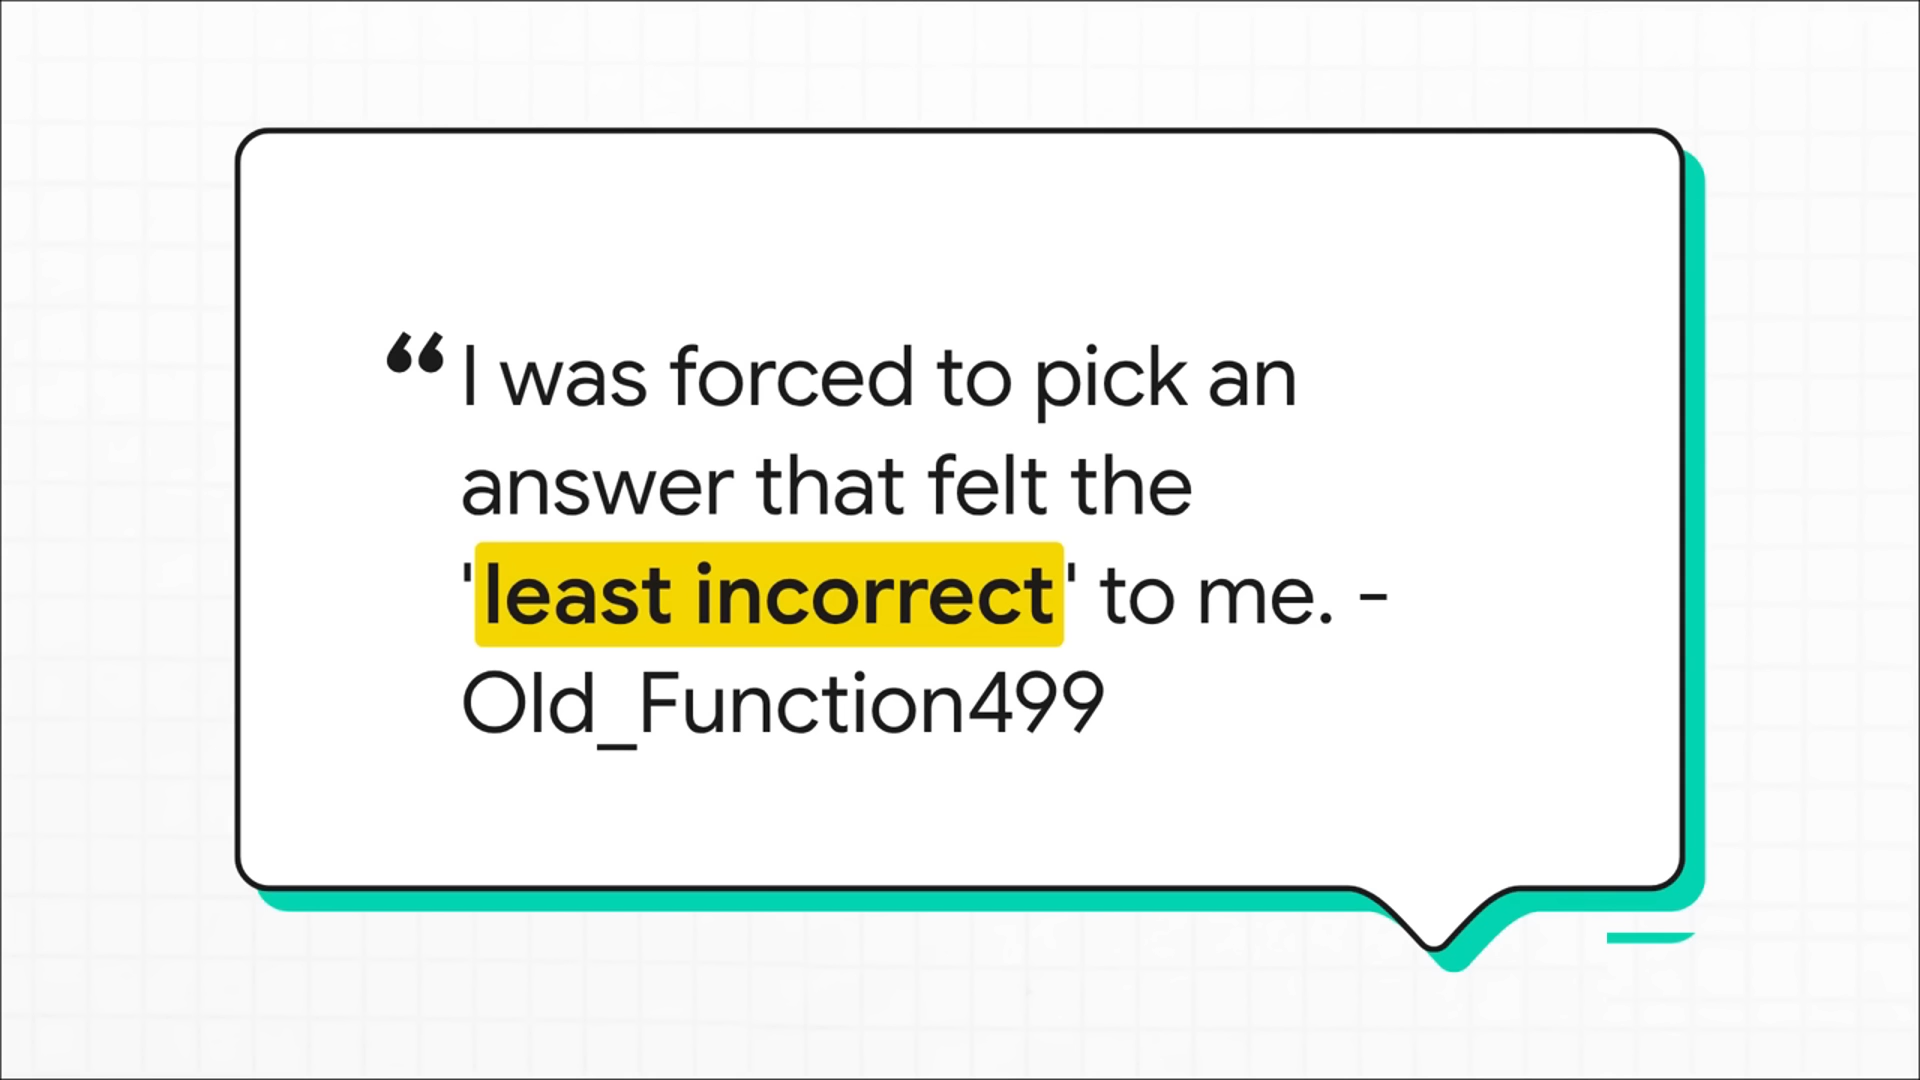 “I was forced to pick an
answer that felt the
'least incorrect' to me. -
Old_Function499